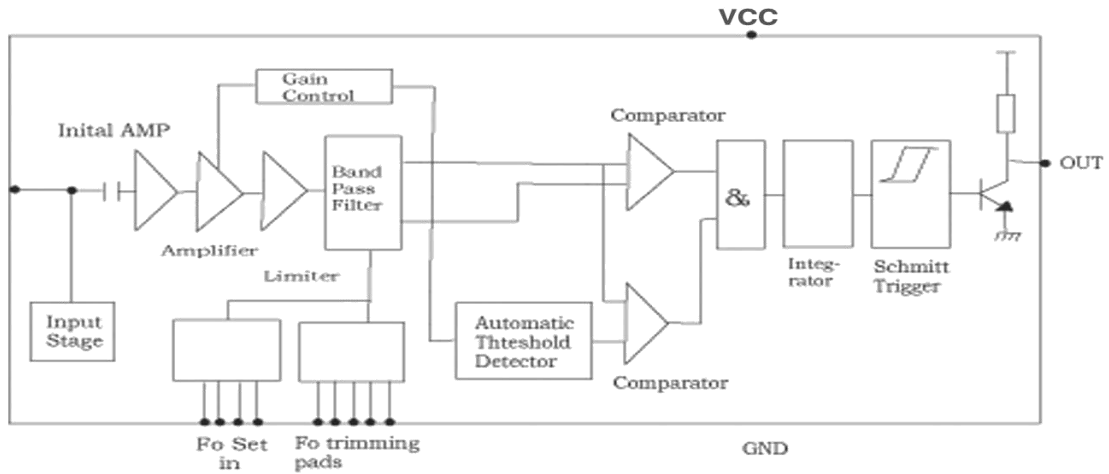 VCC
Gain
Control
Inital AMP
Comparator
Band
Pass
Filter
OUT
&
Amplifier
Limiter
Integ-
rator
Schmitt
Trigger
Input
Stage
Automatic
Thteshold
Detector
Comparator
Fo Set
in
Fo trimming
pads
GND